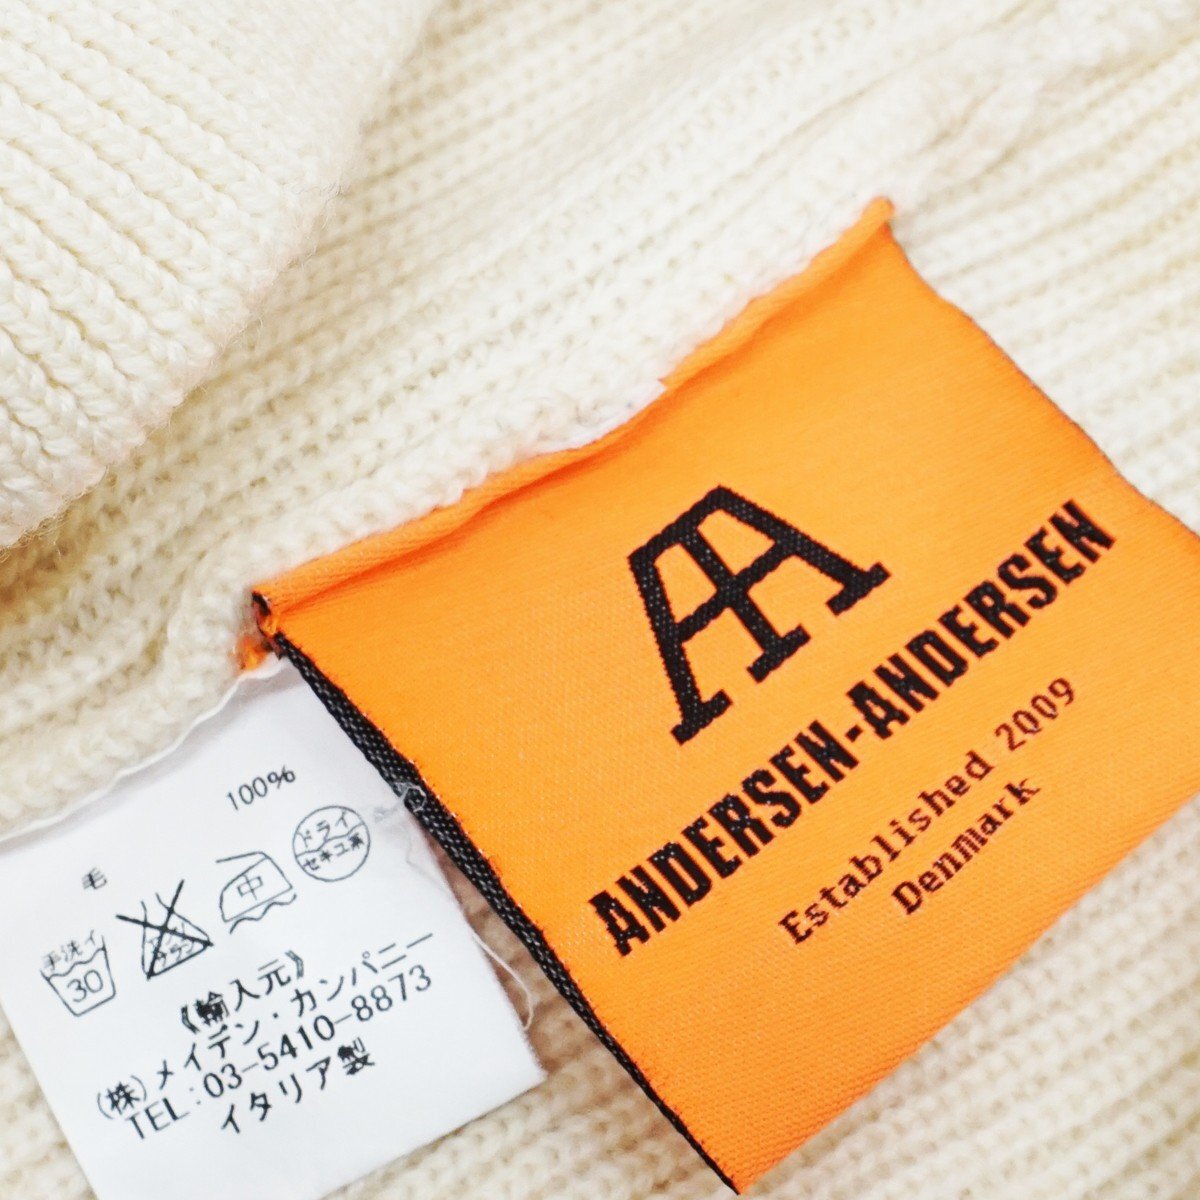 AA
ANDERSEN-ANDERSEN
Established 2009
Denmark
毛 100%
手洗イ 30
中
ドライ
セキユ系
《輸入元》
(株)メイデン・カンパニー
TEL:03-5410-8873
イタリア製